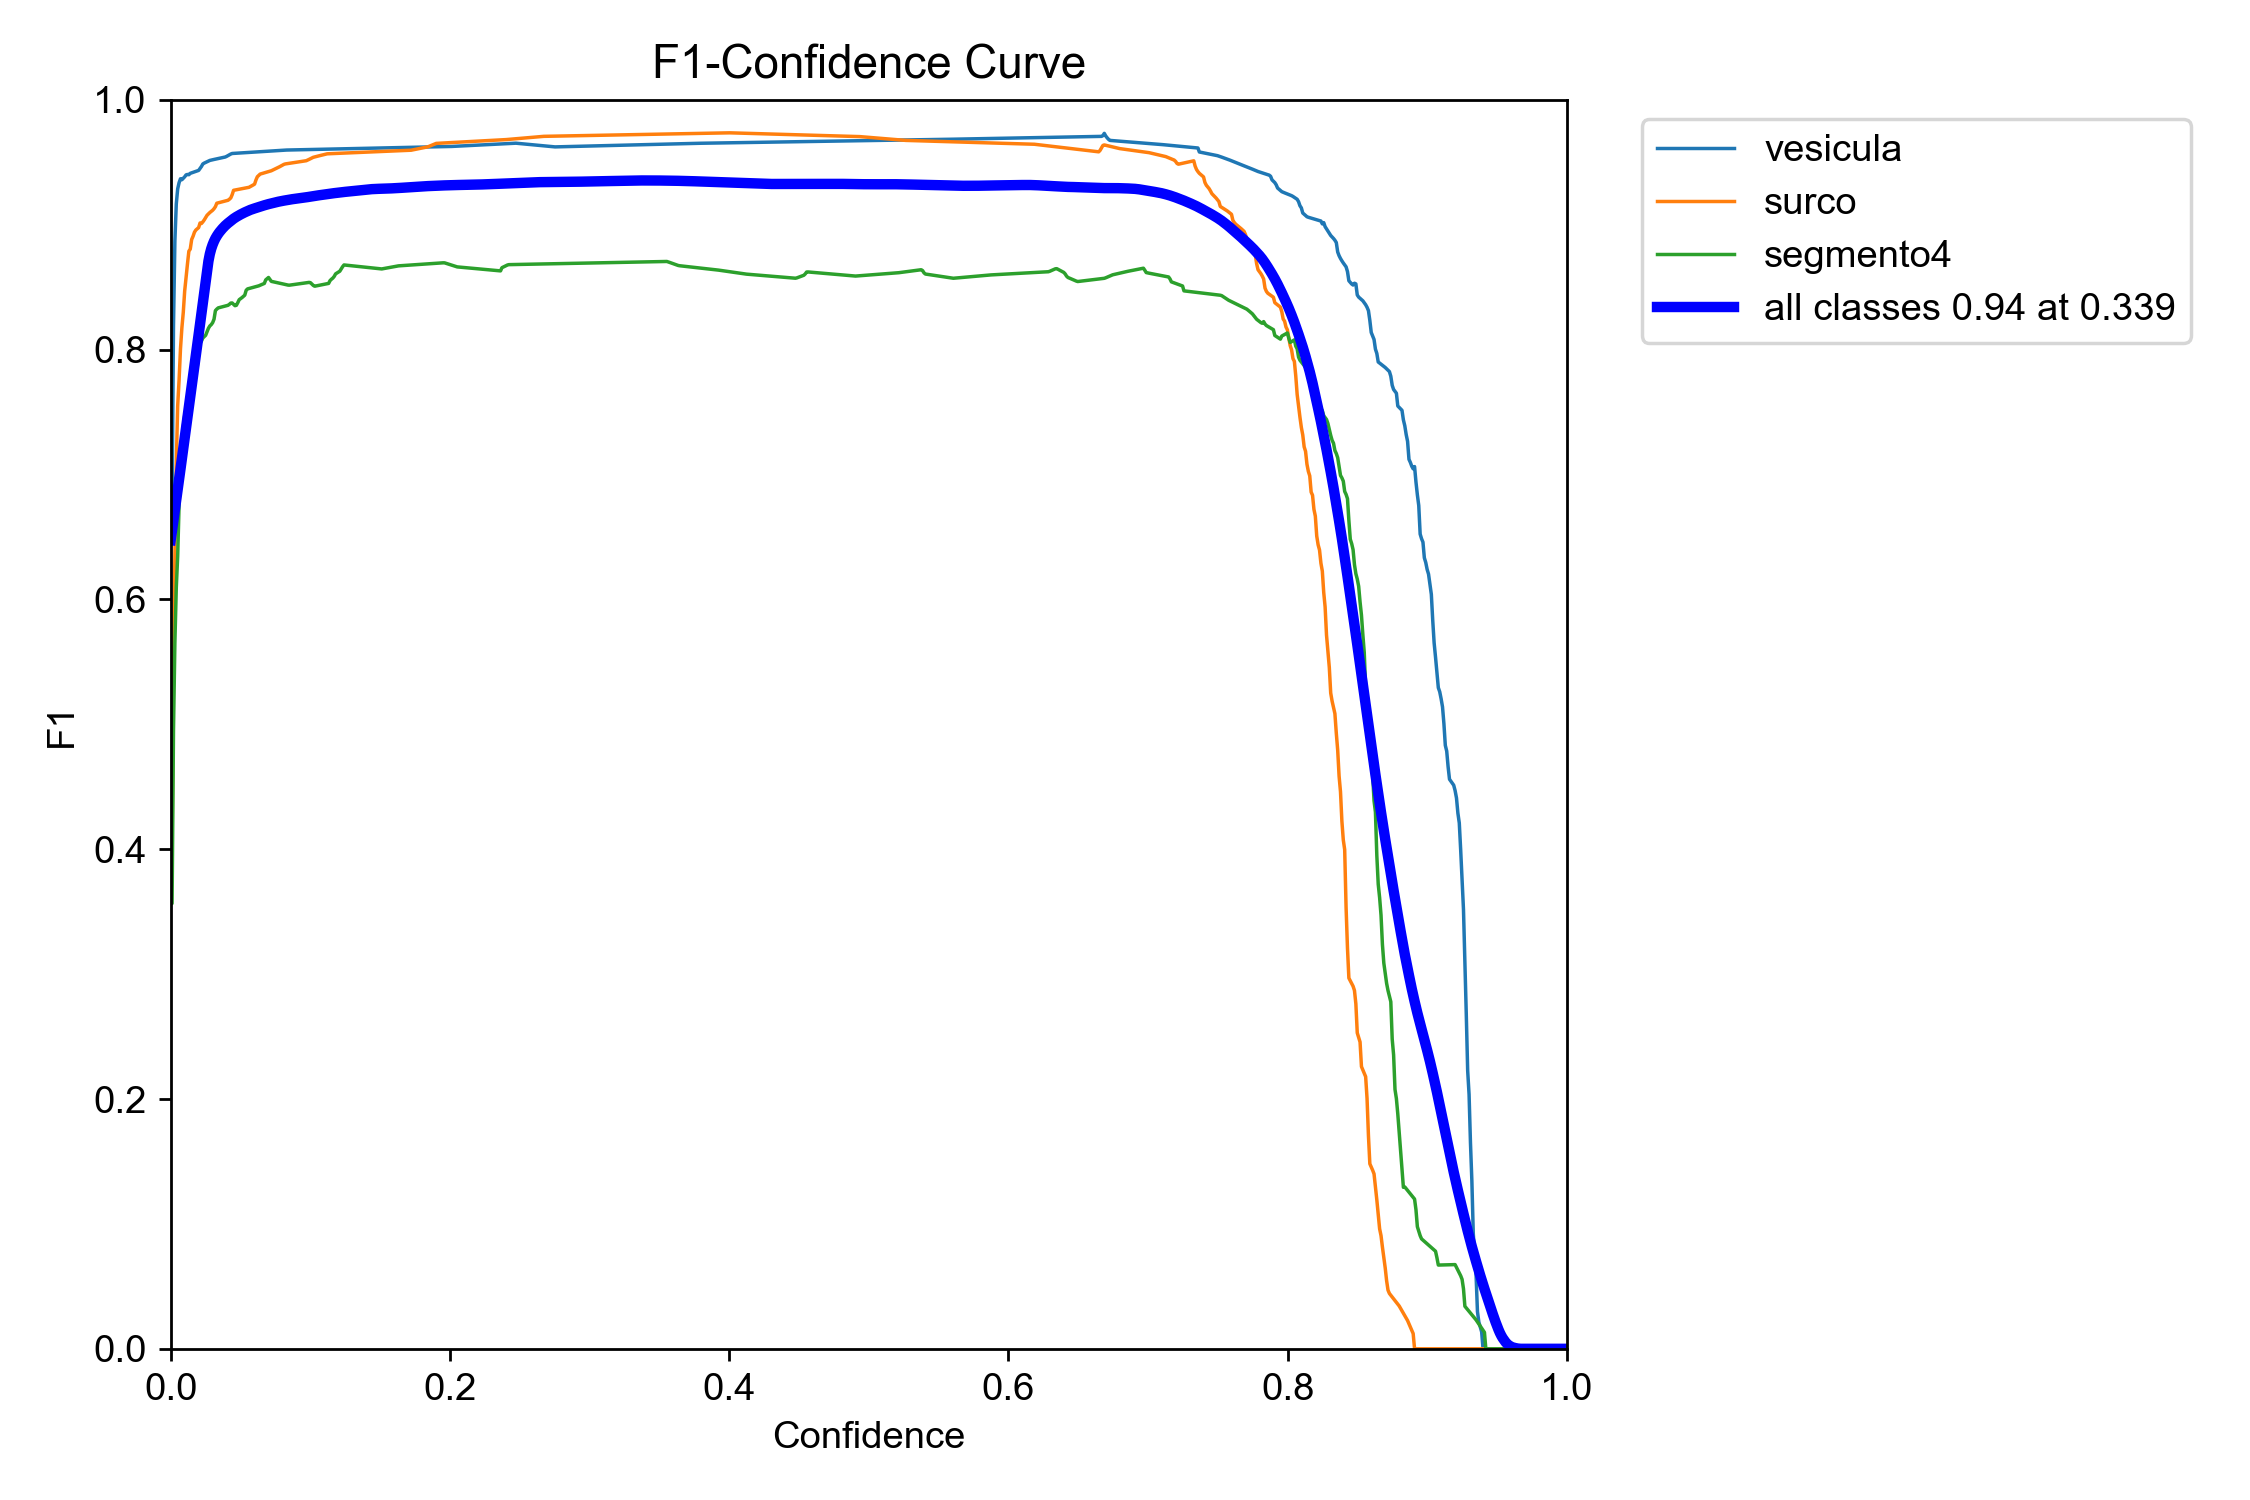 F1-Confidence Curve
1.0
0.8
0.6
0.4
0.2
0.0
F1
0.0 0.2 0.4 0.6 0.8 1.0
Confidence
vesicula
surco
segmento4
all classes 0.94 at 0.339